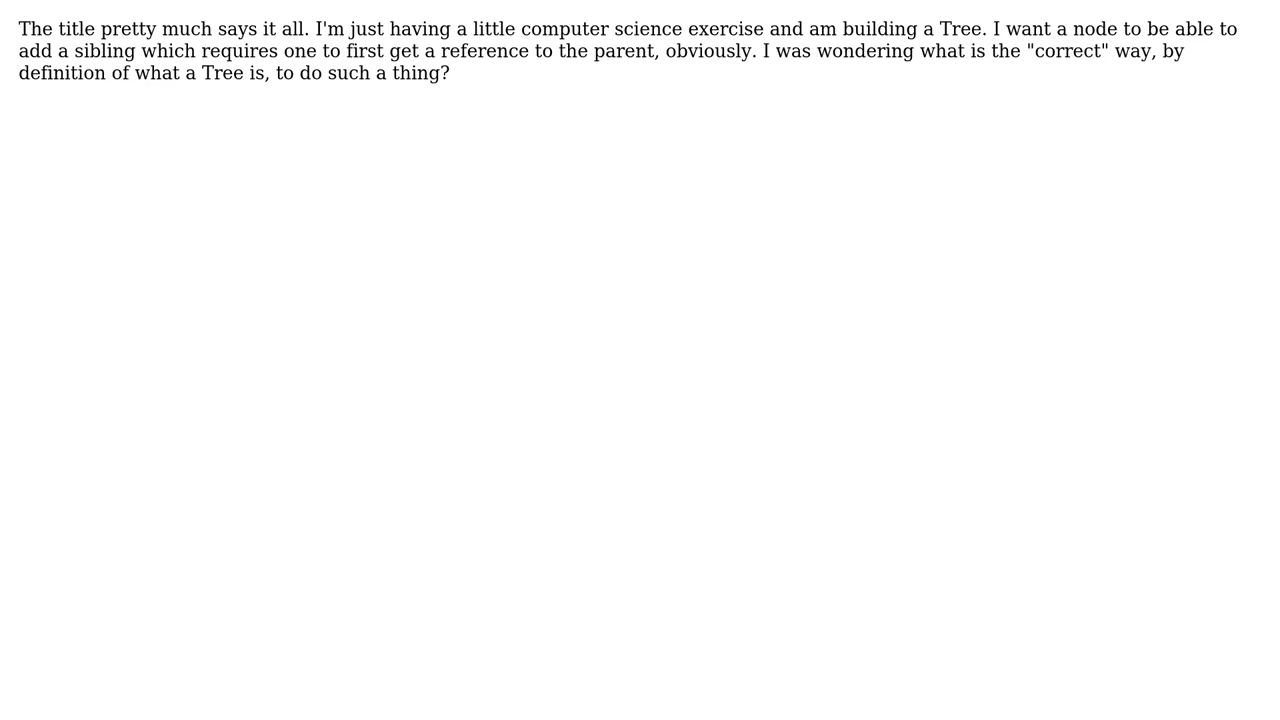 The title pretty much says it all. I'm just having a little computer science exercise and am building a Tree. I want a node to be able to
add a sibling which requires one to first get a reference to the parent, obviously. I was wondering what is the "correct" way, by
definition of what a Tree is, to do such a thing?